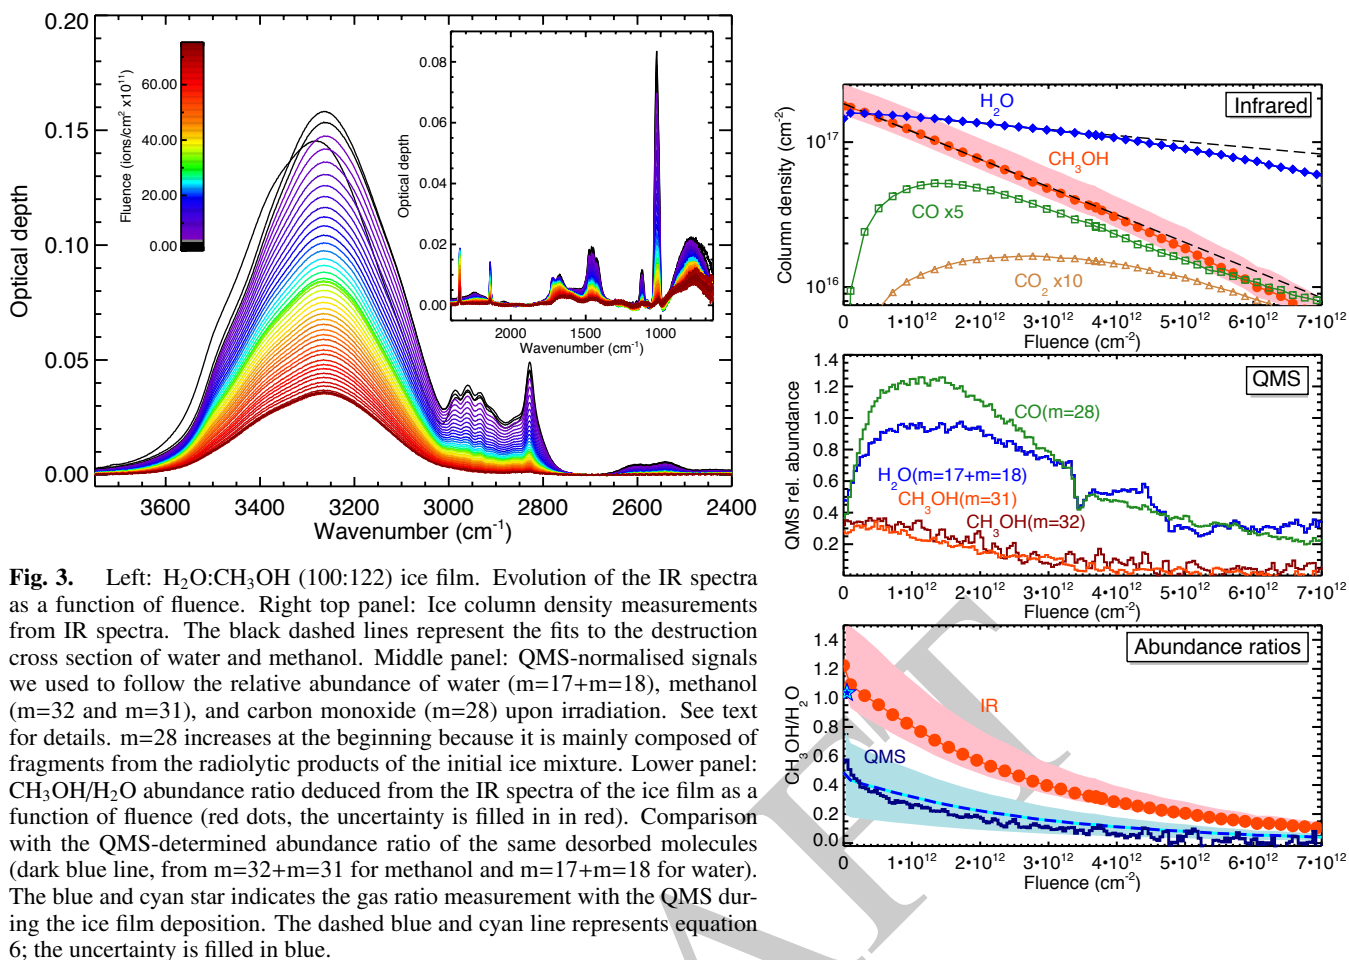 0.20
0.15
0.10
0.05
0.00
Optical depth
3600 3400 3200 3000 2800 2600 2400
Wavenumber (cm⁻¹)
Fluence (ions/cm² x10¹¹)
60.00
40.00
20.00
0.00
0.08
0.06
0.04
0.02
0.00
Optical depth
2000 1500 1000
Wavenumber (cm⁻¹)
Infrared
H₂O
CH₃OH
CO x5
CO₂ x10
10¹⁷
10¹⁶
Column density (cm⁻²)
0 1•10¹² 2•10¹² 3•10¹² 4•10¹² 5•10¹² 6•10¹² 7•10¹²
Fluence (cm⁻²)
QMS
CO(m=28)
H₂O(m=17+m=18)
CH₃OH(m=31)
CH₃OH(m=32)
1.4
1.2
1.0
0.8
0.6
0.4
0.2
QMS rel. abundance
0 1•10¹² 2•10¹² 3•10¹² 4•10¹² 5•10¹² 6•10¹² 7•10¹²
Fluence (cm⁻²)
Abundance ratios
IR
QMS
1.4
1.2
1.0
0.8
0.6
0.4
0.2
0.0
CH₃OH/H₂O
0 1•10¹² 2•10¹² 3•10¹² 4•10¹² 5•10¹² 6•10¹² 7•10¹²
Fluence (cm⁻²)
Fig. 3. Left: H₂O:CH₃OH (100:122) ice film. Evolution of the IR spectra
as a function of fluence. Right top panel: Ice column density measurements
from IR spectra. The black dashed lines represent the fits to the destruction
cross section of water and methanol. Middle panel: QMS-normalised signals
we used to follow the relative abundance of water (m=17+m=18), methanol
(m=32 and m=31), and carbon monoxide (m=28) upon irradiation. See text
for details. m=28 increases at the beginning because it is mainly composed of
fragments from the radiolytic products of the initial ice mixture. Lower panel:
CH₃OH/H₂O abundance ratio deduced from the IR spectra of the ice film as a
function of fluence (red dots, the uncertainty is filled in in red). Comparison
with the QMS-determined abundance ratio of the same desorbed molecules
(dark blue line, from m=32+m=31 for methanol and m=17+m=18 for water).
The blue and cyan star indicates the gas ratio measurement with the QMS dur-
ing the ice film deposition. The dashed blue and cyan line represents equation
6; the uncertainty is filled in blue.